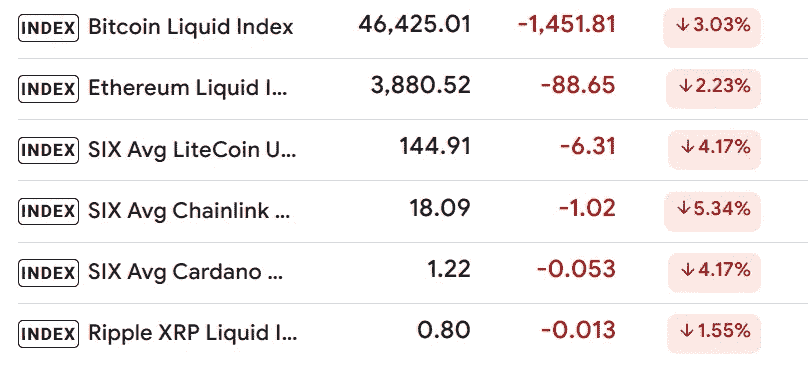 INDEX Bitcoin Liquid Index 46,425.01 -1,451.81 ↓3.03%
INDEX Ethereum Liquid I... 3,880.52 -88.65 ↓2.23%
INDEX SIX Avg LiteCoin U... 144.91 -6.31 ↓4.17%
INDEX SIX Avg Chainlink ... 18.09 -1.02 ↓5.34%
INDEX SIX Avg Cardano ... 1.22 -0.053 ↓4.17%
INDEX Ripple XRP Liquid I... 0.80 -0.013 ↓1.55%